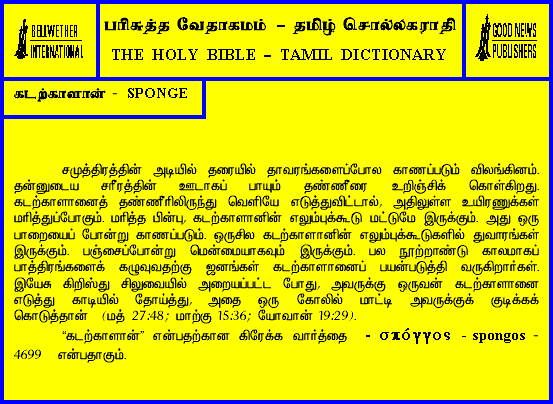 BELLWETHER
INTERNATIONAL
பரிசுத்த வேதாகமம் – தமிழ் சொல்லகராதி
THE HOLY BIBLE – TAMIL DICTIONARY
GOOD NEWS
PUBLISHERS
கடற்காளான் - SPONGE
சமுத்திரத்தின் அடியில் தரையில் தாவரங்களைப்போல காணப்படும் விலங்கினம்.
தன்னுடைய சரீரத்தின் ஊடாகப் பாயும் தண்ணீரை உறிஞ்சிக் கொள்கிறது.
கடற்காளானைத் தண்ணீரிலிருந்து வெளியே எடுத்துவிட்டால், அதிலுள்ள உயிரணுக்கள்
மரித்துப்போகும். மரித்த பின்பு, கடற்காளானின் எலும்புக்கூடு மட்டுமே இருக்கும். அது ஒரு
பாறையைப் போன்று காணப்படும். ஒருசில கடற்காளானின் எலும்புக்கூடுகளில் துவாரங்கள்
இருக்கும். பஞ்சைப்போன்று மென்மையாகவும் இருக்கும். பல நூற்றாண்டு காலமாகப்
பாத்திரங்களைக் கழுவுவதற்கு ஜனங்கள் கடற்காளானைப் பயன்படுத்தி வருகிறார்கள்.
இயேசு கிறிஸ்து சிலுவையில் அறையப்பட்ட போது, அவருக்கு ஒருவன் கடற்காளானை
எடுத்து காடியில் தோய்த்து, அதை ஒரு கோலில் மாட்டி அவருக்குக் குடிக்கக்
கொடுத்தான் (மத் 27:48; மாற்கு 15:36; யோவான் 19:29).
“கடற்காளான்” என்பதற்கான கிரேக்க வார்த்தை - σπόγγος - spongos -
4699 என்பதாகும்.